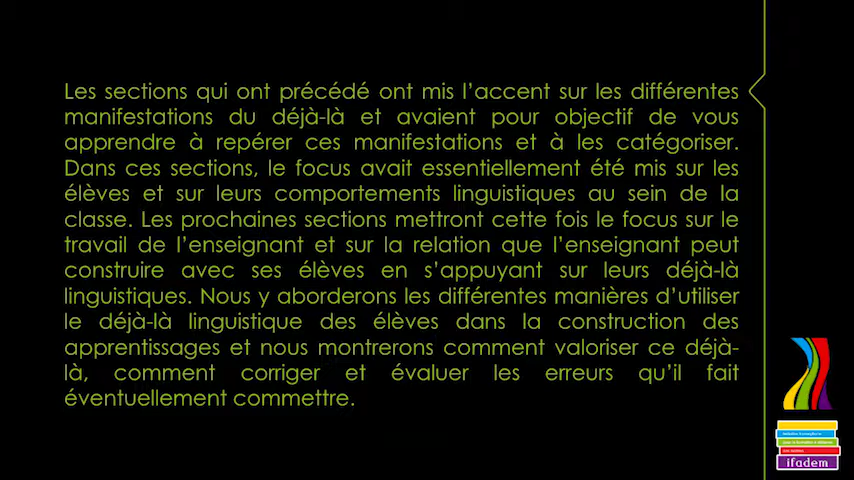 Les sections qui ont précédé ont mis l’accent sur les différentes
manifestations du déjà-là et avaient pour objectif de vous
apprendre à repérer ces manifestations et à les catégoriser.
Dans ces sections, le focus avait essentiellement été mis sur les
élèves et sur leurs comportements linguistiques au sein de la
classe. Les prochaines sections mettront cette fois le focus sur le
travail de l’enseignant et sur la relation que l’enseignant peut
construire avec ses élèves en s’appuyant sur leurs déjà-là
linguistiques. Nous y aborderons les différentes manières d’utiliser
le déjà-là linguistique des élèves dans la construction des
apprentissages et nous montrerons comment valoriser ce déjà-
là, comment corriger et évaluer les erreurs qu’il fait
éventuellement commettre.
ifadem